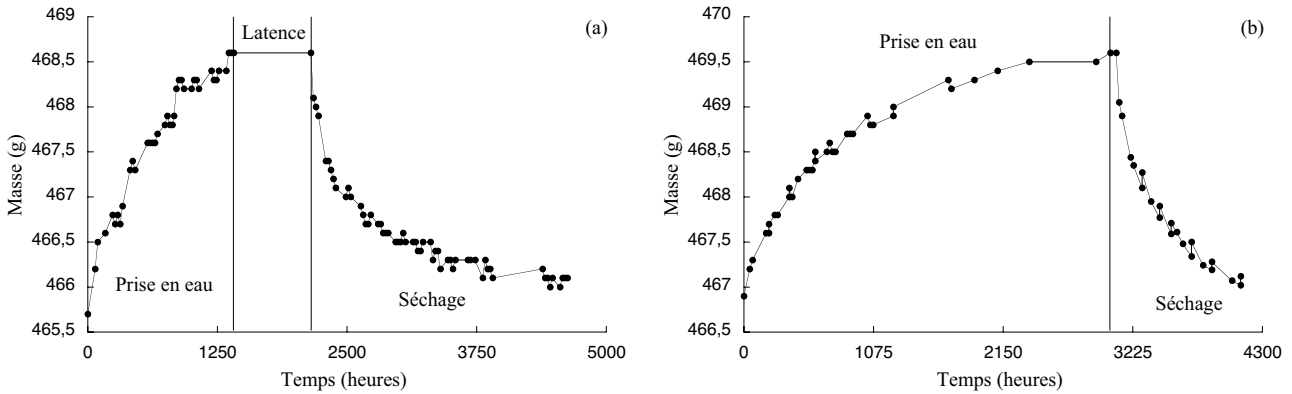 469
468,5
468
467,5
467
466,5
466
465,5
Masse (g)
Latence
(a)
Prise en eau
Séchage
0
1250
2500
3750
5000
Temps (heures)
470
469,5
469
468,5
468
467,5
467
466,5
Masse (g)
Prise en eau
(b)
Séchage
0
1075
2150
3225
4300
Temps (heures)